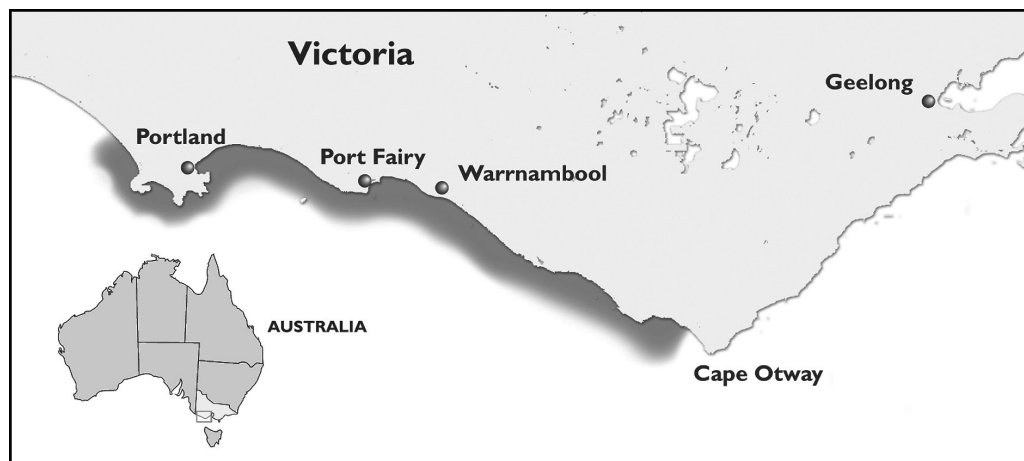 Victoria
Geelong
Portland
Port Fairy
Warrnambool
AUSTRALIA
Cape Otway